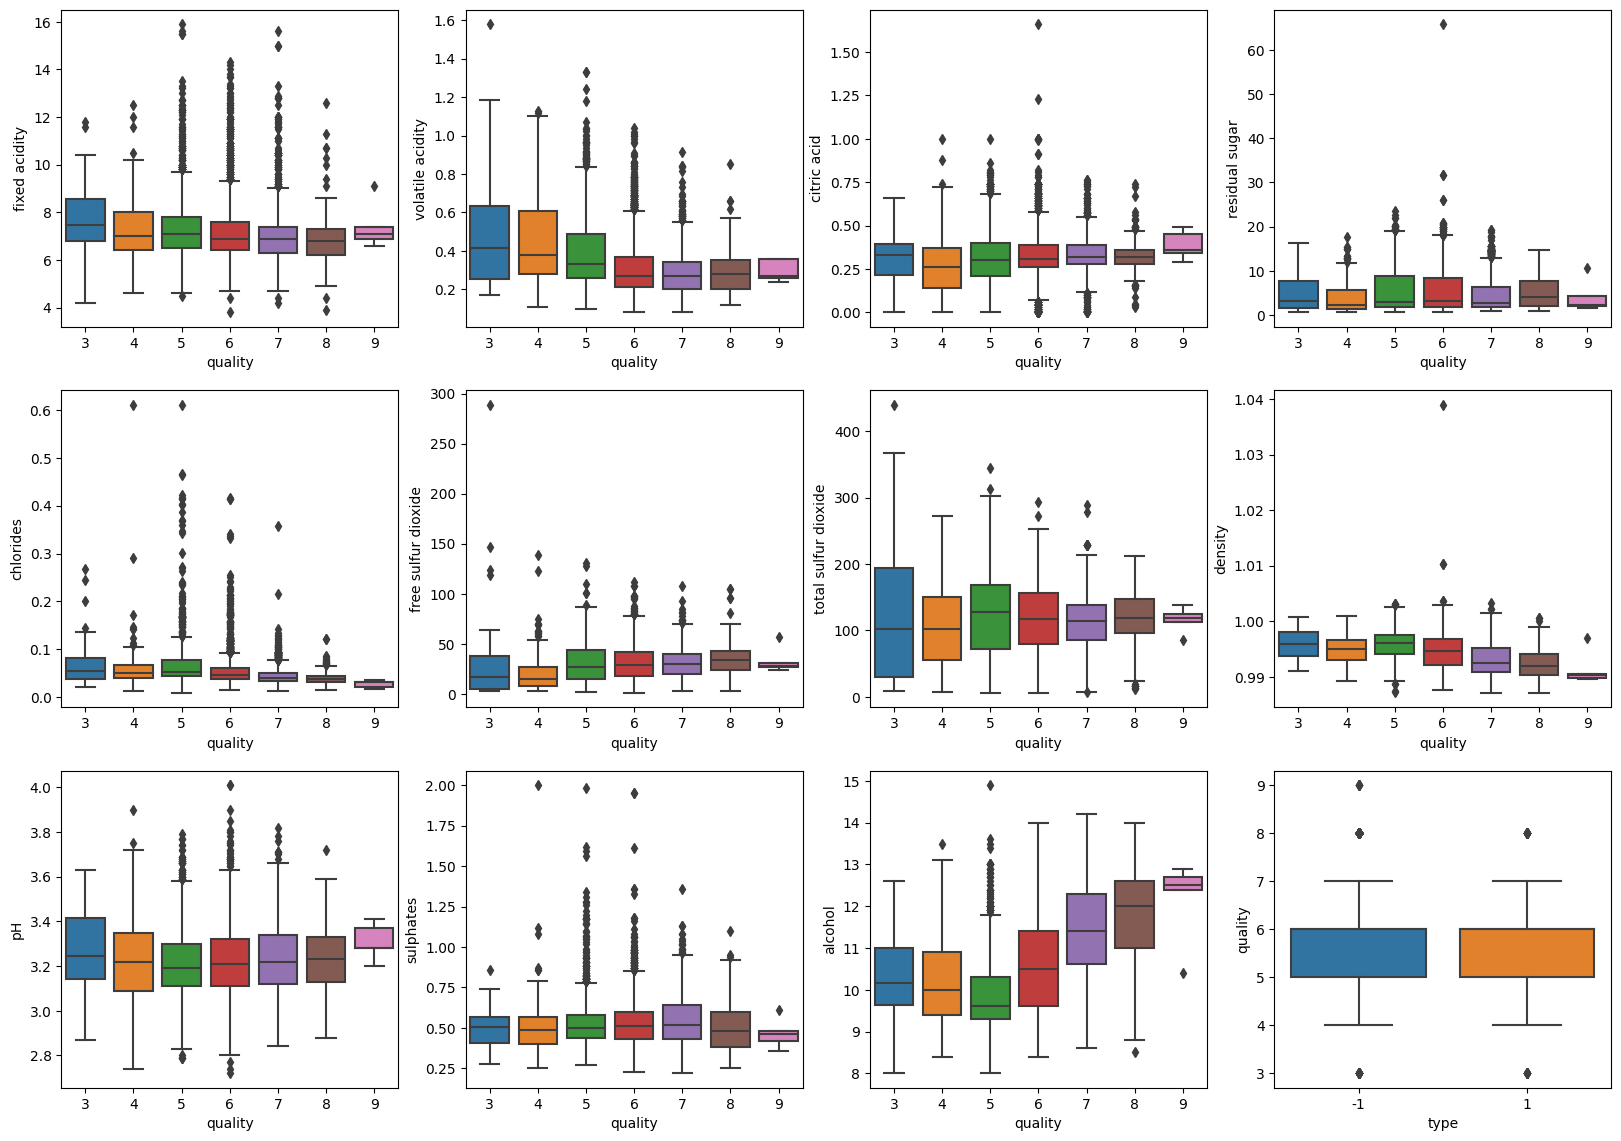 fixed acidity
16
14
12
10
8
6
4
3 4 5 6 7 8 9
quality
volatile acidity
1.6
1.4
1.2
1.0
0.8
0.6
0.4
0.2
3 4 5 6 7 8 9
quality
citric acid
1.50
1.25
1.00
0.75
0.50
0.25
0.00
3 4 5 6 7 8 9
quality
residual sugar
60
50
40
30
20
10
0
3 4 5 6 7 8 9
quality
chlorides
0.6
0.5
0.4
0.3
0.2
0.1
0.0
3 4 5 6 7 8 9
quality
free sulfur dioxide
300
250
200
150
100
50
0
3 4 5 6 7 8 9
quality
total sulfur dioxide
400
300
200
100
0
3 4 5 6 7 8 9
quality
density
1.04
1.03
1.02
1.01
1.00
0.99
3 4 5 6 7 8 9
quality
pH
4.0
3.8
3.6
3.4
3.2
3.0
2.8
3 4 5 6 7 8 9
quality
sulphates
2.00
1.75
1.50
1.25
1.00
0.75
0.50
0.25
3 4 5 6 7 8 9
quality
alcohol
15
14
13
12
11
10
9
8
3 4 5 6 7 8 9
quality
quality
9
8
7
6
5
4
3
-1 1
type